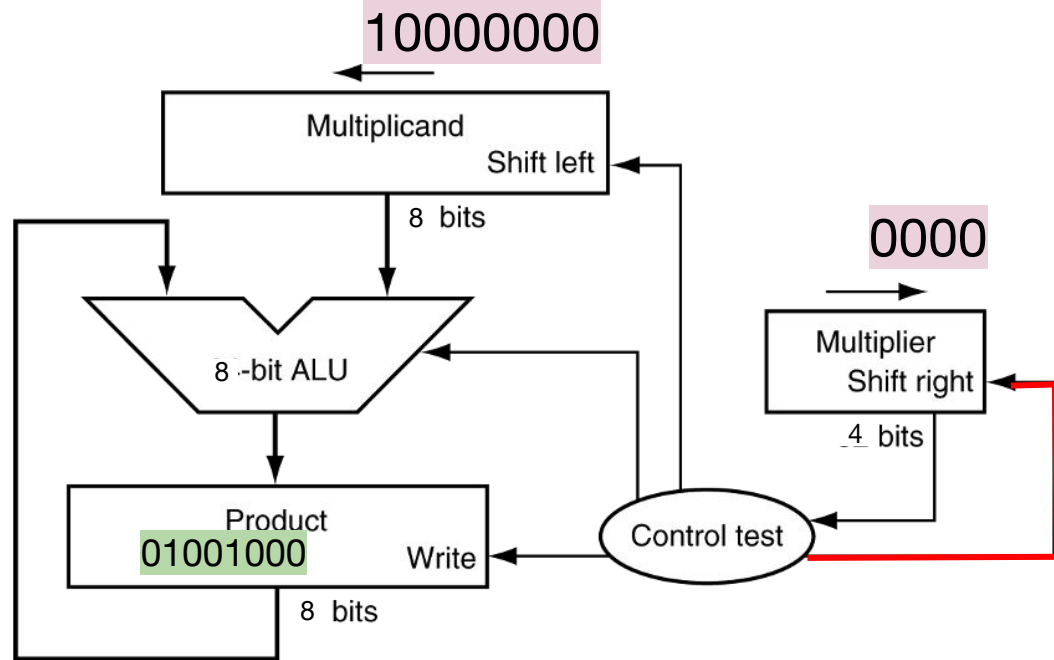 10000000
Multiplicand
Shift left
8 bits
0000
Multiplier
Shift right
8 -bit ALU
4 bits
Product
01001000
Write
Control test
8 bits